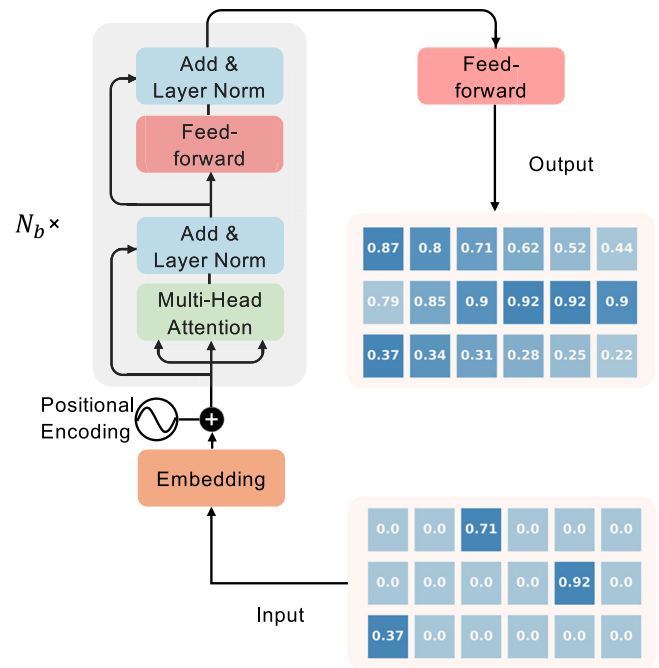 Add &
Layer Norm
Feed-
forward
N_b ×
Add &
Layer Norm
Multi-Head
Attention
Positional
Encoding
+
Embedding
Feed-
forward
Output
0.87 0.8 0.71 0.62 0.52 0.44
0.79 0.85 0.9 0.92 0.92 0.9
0.37 0.34 0.31 0.28 0.25 0.22
0.0 0.0 0.71 0.0 0.0 0.0
0.0 0.0 0.0 0.0 0.92 0.0
0.37 0.0 0.0 0.0 0.0 0.0
Input